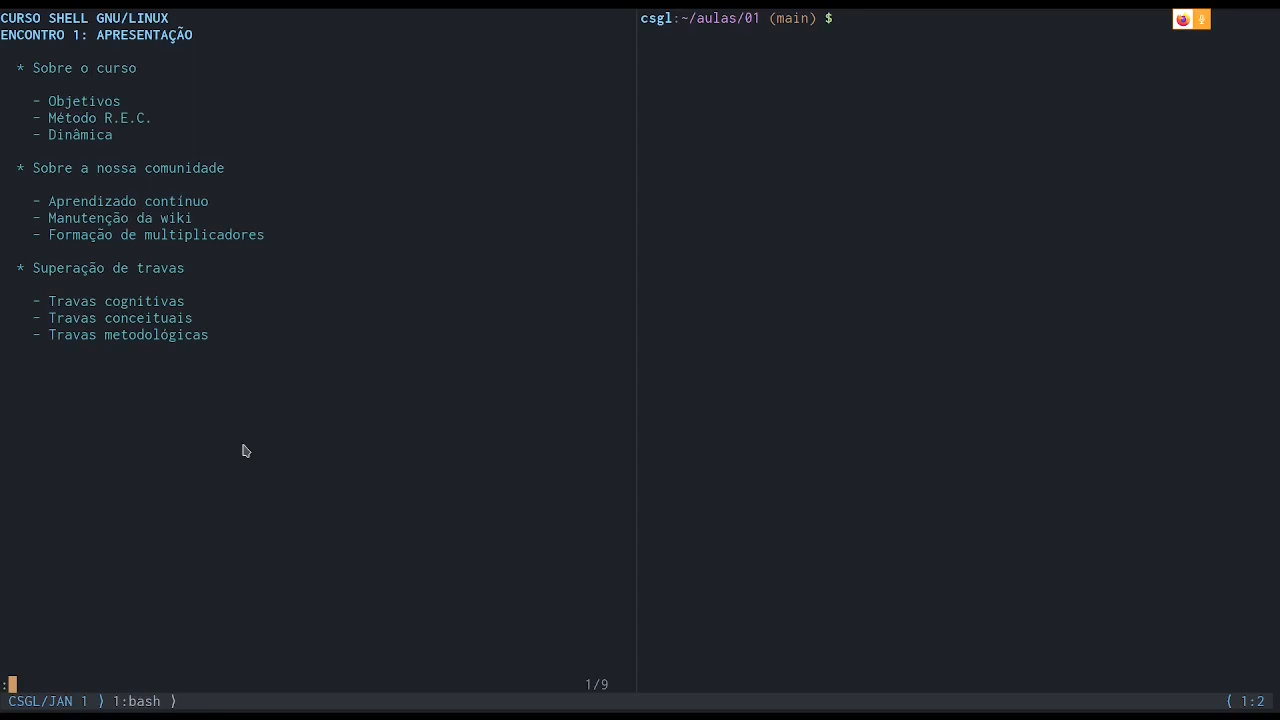 CURSO SHELL GNU/LINUX
ENCONTRO 1: APRESENTAÇÃO
* Sobre o curso
- Objetivos
- Método R.E.C.
- Dinâmica
* Sobre a nossa comunidade
- Aprendizado contínuo
- Manutenção da wiki
- Formação de multiplicadores
* Superação de travas
- Travas cognitivas
- Travas conceituais
- Travas metodológicas
:
1/9
csgl:~/aulas/01 (main) $
CSGL/JAN 1 ⟩ 1:bash ⟩
⟨ 1:2